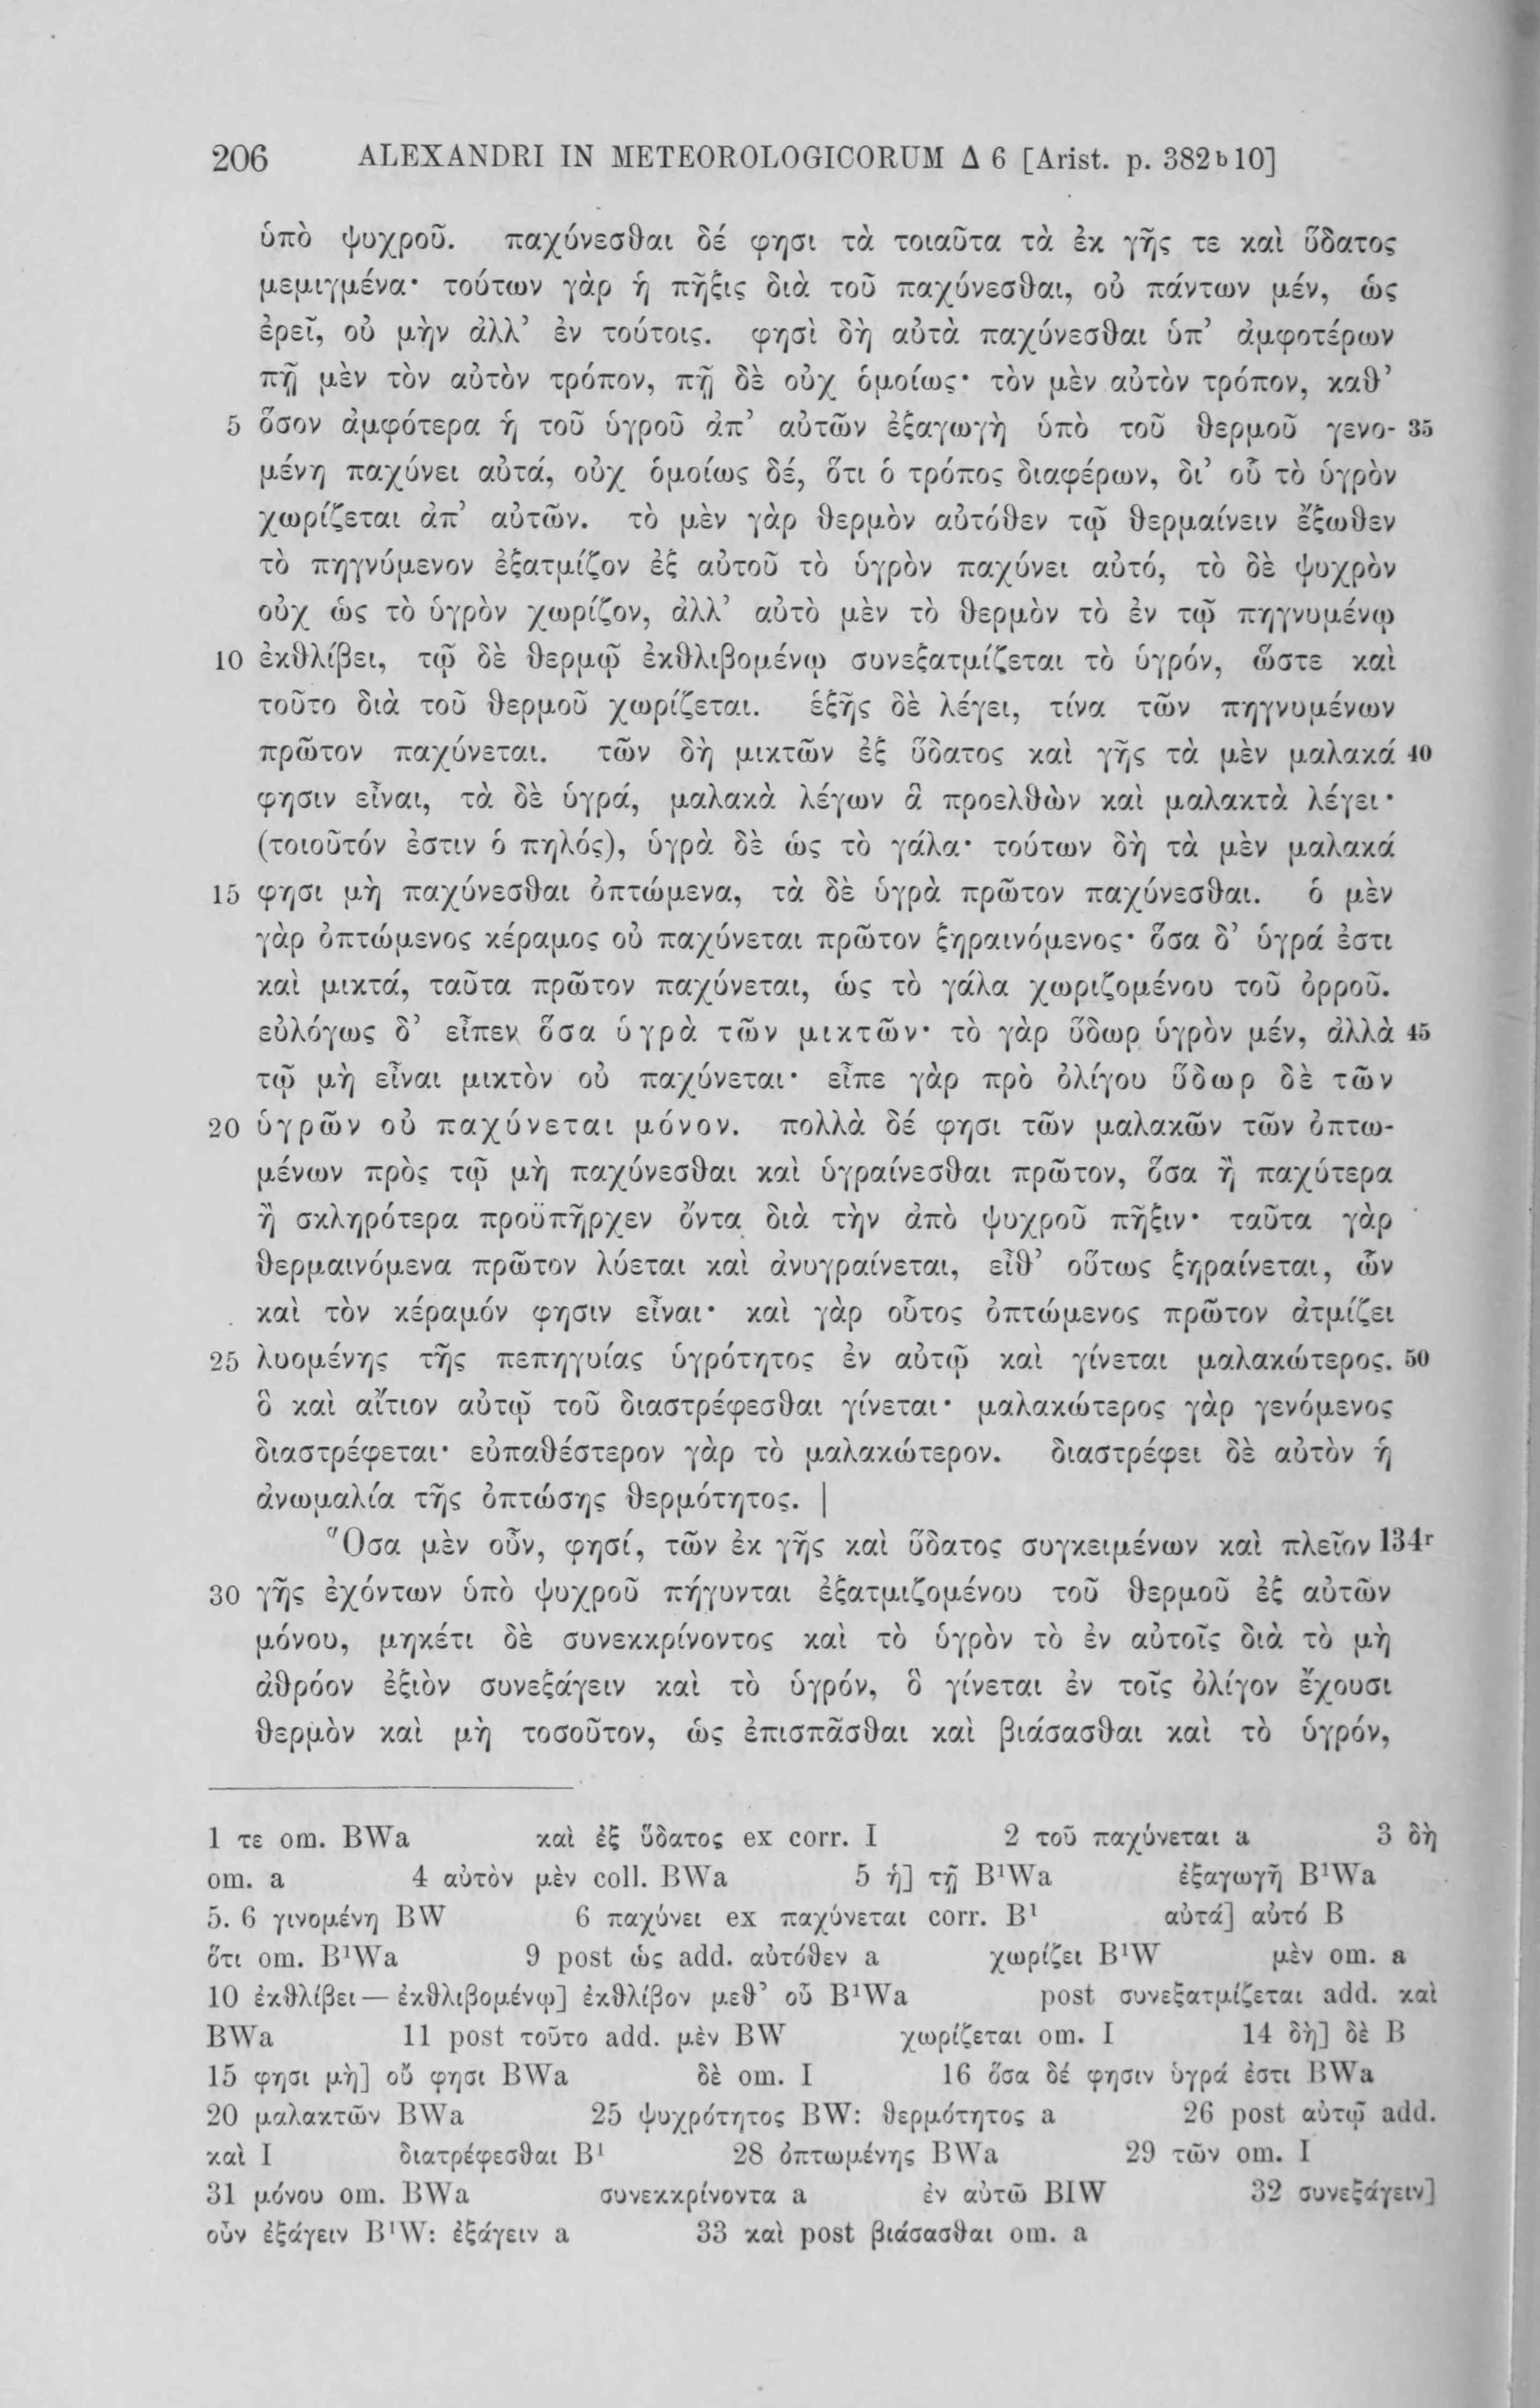 206 ALEXANDRI IN METEOROLOGICORUM Δ 6 [Arist. p. 382b10]
ὑπὸ ψυχροῦ. παχύνεσθαι δέ φησι τὰ τοιαῦτα τὰ ἐκ γῆς τε καὶ ὕδατος
μεμιγμένα· τούτων γὰρ ἡ πῆξις διὰ τοῦ παχύνεσθαι, οὐ πάντων μέν, ὡς
ἐρεῖ, οὐ μὴν ἀλλ’ ἐν τούτοις. φησὶ δὴ αὐτὰ παχύνεσθαι ὑπ’ ἀμφοτέρων
πῇ μὲν τὸν αὐτὸν τρόπον, πῇ δὲ οὐχ ὁμοίως· τὸν μὲν αὐτὸν τρόπον, καθ’
5 ὅσον ἀμφότερα ἡ τοῦ ὑγροῦ ἀπ’ αὐτῶν ἐξαγωγὴ ὑπὸ τοῦ θερμοῦ γενο- 35
μένη παχύνει αὐτά, οὐχ ὁμοίως δέ, ὅτι ὁ τρόπος διαφέρων, δι’ οὗ τὸ ὑγρὸν
χωρίζεται ἀπ’ αὐτῶν. τὸ μὲν γὰρ θερμὸν αὐτόθεν τῷ θερμαίνειν ἔξωθεν
τὸ πηγνύμενον ἐξατμίζον ἐξ αὐτοῦ τὸ ὑγρὸν παχύνει αὐτό, τὸ δὲ ψυχρὸν
οὐχ ὡς τὸ ὑγρὸν χωρίζον, ἀλλ’ αὐτὸ μὲν τὸ θερμὸν τὸ ἐν τῷ πηγνυμένῳ
10 ἐκθλίβει, τῷ δὲ θερμῷ ἐκθλιβομένῳ συνεξατμίζεται τὸ ὑγρόν, ὥστε καὶ
τοῦτο διὰ τοῦ θερμοῦ χωρίζεται. ἑξῆς δὲ λέγει, τίνα τῶν πηγνυμένων
πρῶτον παχύνεται. τῶν δὴ μικτῶν ἐξ ὕδατος καὶ γῆς τὰ μὲν μαλακά 40
φησιν εἶναι, τὰ δὲ ὑγρά, μαλακὰ λέγων ἃ προελθὼν καὶ μαλακτὰ λέγει·
(τοιοῦτόν ἐστιν ὁ πηλός), ὑγρὰ δὲ ὡς τὸ γάλα· τούτων δὴ τὰ μὲν μαλακά
15 φησι μὴ παχύνεσθαι ὀπτώμενα, τὰ δὲ ὑγρὰ πρῶτον παχύνεσθαι. ὁ μὲν
γὰρ ὀπτώμενος κέραμος οὐ παχύνεται πρῶτον ξηραινόμενος· ὅσα δ’ ὑγρά ἐστι
καὶ μικτά, ταῦτα πρῶτον παχύνεται, ὡς τὸ γάλα χωριζομένου τοῦ ὀρροῦ.
εὐλόγως δ’ εἶπεν ὅσα ὑγρὰ τῶν μικτῶν· τὸ γὰρ ὕδωρ ὑγρὸν μέν, ἀλλὰ 45
τῷ μὴ εἶναι μικτὸν οὐ παχύνεται· εἶπε γὰρ πρὸ ὀλίγου ὕδωρ δὲ τῶν
20 ὑγρῶν οὐ παχύνεται μόνον. πολλὰ δέ φησι τῶν μαλακῶν τῶν ὀπτω-
μένων πρὸς τῷ μὴ παχύνεσθαι καὶ ὑγραίνεσθαι πρῶτον, ὅσα ἢ παχύτερα
ἢ σκληρότερα προϋπῆρχεν ὄντα διὰ τὴν ἀπὸ ψυχροῦ πῆξιν· ταῦτα γὰρ
θερμαινόμενα πρῶτον λύεται καὶ ἀνυγραίνεται, εἶθ’ οὕτως ξηραίνεται, ὧν
καὶ τὸν κέραμόν φησιν εἶναι· καὶ γὰρ οὗτος ὀπτώμενος πρῶτον ἀτμίζει
25 λυομένης τῆς πεπηγυίας ὑγρότητος ἐν αὐτῷ καὶ γίνεται μαλακώτερος. 50
ὃ καὶ αἴτιον αὐτῷ τοῦ διαστρέφεσθαι γίνεται· μαλακώτερος γὰρ γενόμενος
διαστρέφεται· εὐπαθέστερον γὰρ τὸ μαλακώτερον. διαστρέφει δὲ αὐτὸν ἡ
ἀνωμαλία τῆς ὀπτώσης θερμότητος. |
Ὅσα μὲν οὖν, φησί, τῶν ἐκ γῆς καὶ ὕδατος συγκειμένων καὶ πλεῖον 134r
30 γῆς ἐχόντων ὑπὸ ψυχροῦ πήγυνται ἐξατμιζομένου τοῦ θερμοῦ ἐξ αὐτῶν
μόνου, μηκέτι δὲ συνεκκρίνοντος καὶ τὸ ὑγρὸν τὸ ἐν αὐτοῖς διὰ τὸ μὴ
ἀθρόον ἐξιὸν συνεξάγειν καὶ τὸ ὑγρόν, ὃ γίνεται ἐν τοῖς ὀλίγον ἔχουσι
θερμὸν καὶ μὴ τοσοῦτον, ὡς ἐπισπᾶσθαι καὶ βιάσασθαι καὶ τὸ ὑγρόν,
1 τε om. BWa καὶ ἐξ ὕδατος ex corr. I 2 τοῦ παχύνεται a 3 δὴ
om. a 4 αὐτὸν μὲν coll. BWa 5 ἡ] τῇ B¹Wa ἐξαγωγῇ B¹Wa
5. 6 γινομένη BW 6 παχύνει ex παχύνεται corr. B¹ αὐτά] αὐτό B
ὅτι om. B¹Wa 9 post ὡς add. αὐτόθεν a χωρίζει B¹W μὲν om. a
10 ἐκθλίβει — ἐκθλιβομένῳ] ἐκθλίβον μεθ’ οὗ B¹Wa post συνεξατμίζεται add. καὶ
BWa 11 post τοῦτο add. μὲν BW χωρίζεται om. I 14 δὴ] δὲ B
15 φησι μὴ] οὔ φησι BWa δὲ om. I 16 ὅσα δέ φησιν ὑγρά ἐστι BWa
20 μαλακτῶν BWa 25 ψυχρότητος BW: θερμότητος a 26 post αὐτῷ add.
καὶ I διατρέφεσθαι B¹ 28 ὀπτωμένης BWa 29 τῶν om. I
31 μόνου om. BWa συνεκκρίνοντα a ἐν αὐτῶ BIW 32 συνεξάγειν]
οὖν ἐξάγειν B¹W: ἐξάγειν a 33 καὶ post βιάσασθαι om. a